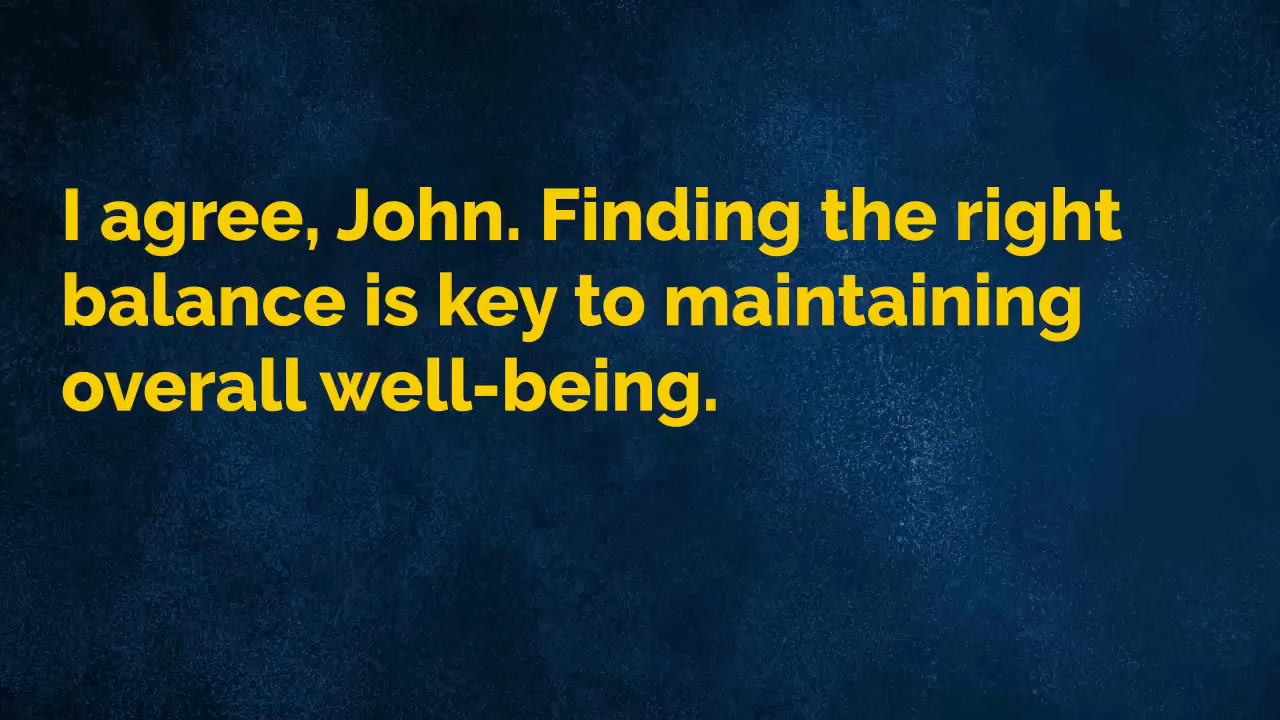 I agree, John. Finding the right
balance is key to maintaining
overall well-being.